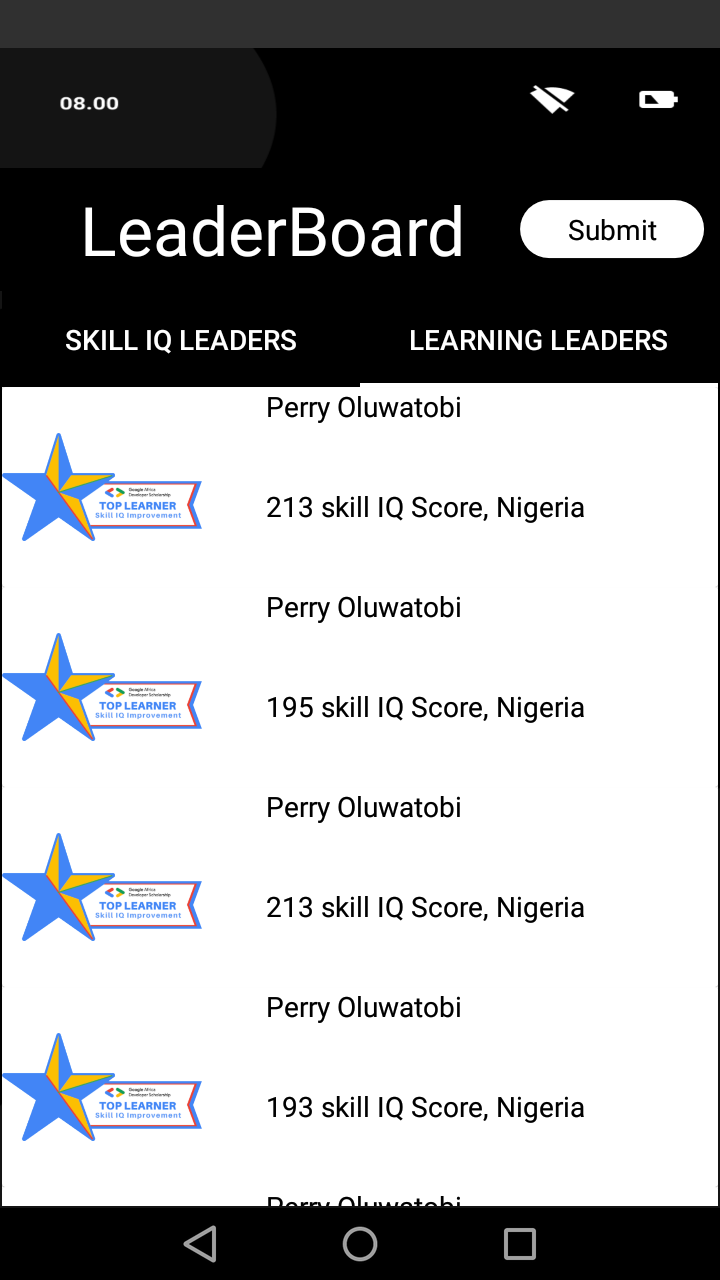 08.00
LeaderBoard
Submit
SKILL IQ LEADERS
LEARNING LEADERS
Perry Oluwatobi
Google Africa
Developer Scholarship
TOP LEARNER
Skill IQ Improvement
213 skill IQ Score, Nigeria
Perry Oluwatobi
Google Africa
Developer Scholarship
TOP LEARNER
Skill IQ Improvement
195 skill IQ Score, Nigeria
Perry Oluwatobi
Google Africa
Developer Scholarship
TOP LEARNER
Skill IQ Improvement
213 skill IQ Score, Nigeria
Perry Oluwatobi
Google Africa
Developer Scholarship
TOP LEARNER
Skill IQ Improvement
193 skill IQ Score, Nigeria
Perry Oluwatobi